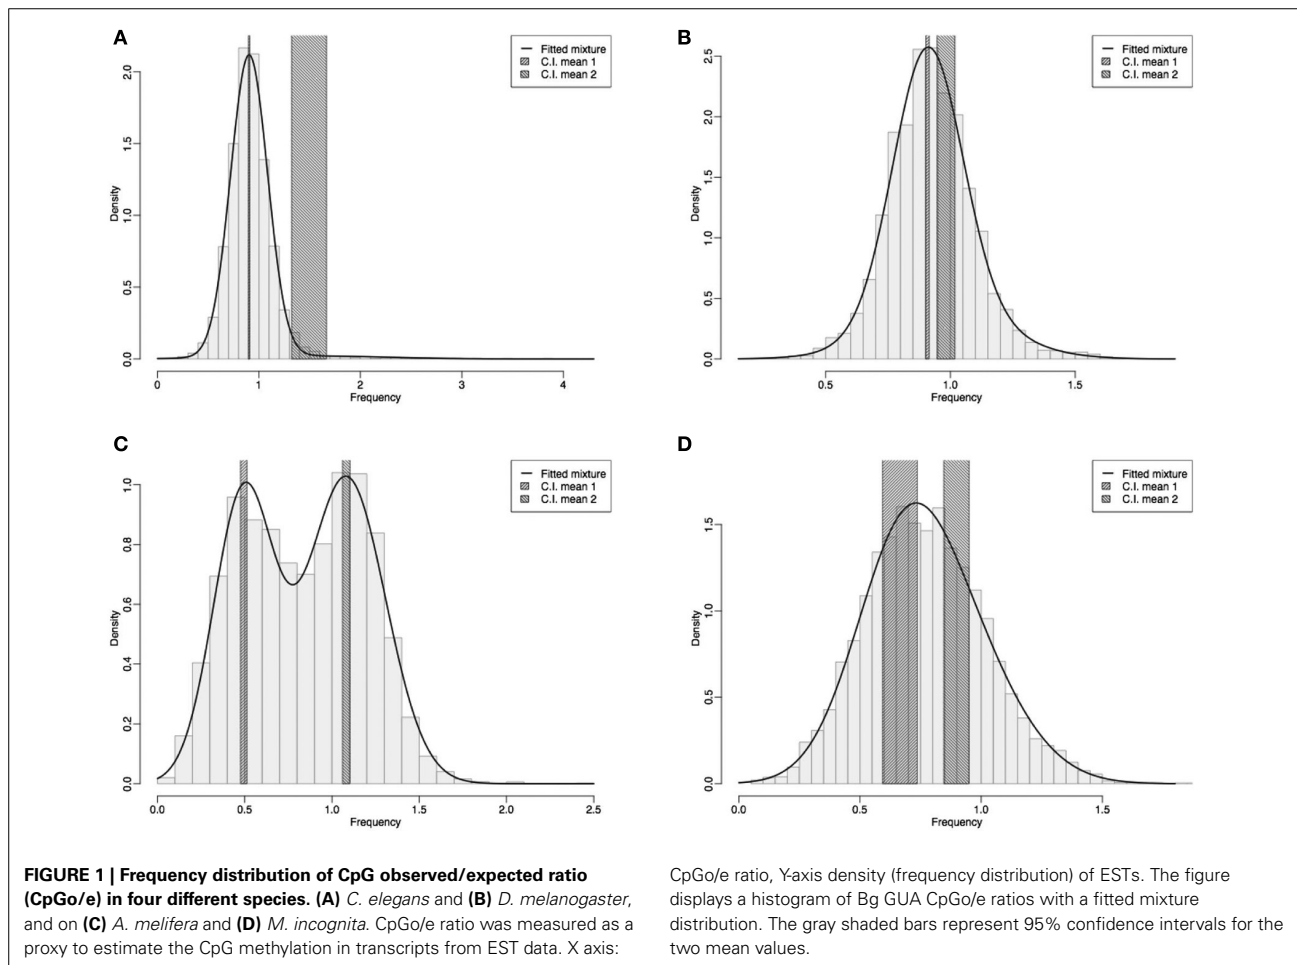 A
Fitted mixture
C.I. mean 1
C.I. mean 2
Density
0.0
0.5
1.0
1.5
2.0
0
1
2
3
4
Frequency
B
Fitted mixture
C.I. mean 1
C.I. mean 2
Density
0.0
0.5
1.0
1.5
2.0
2.5
0.5
1.0
1.5
Frequency
C
Fitted mixture
C.I. mean 1
C.I. mean 2
Density
0.0
0.2
0.4
0.6
0.8
1.0
0.0
0.5
1.0
1.5
2.0
2.5
Frequency
D
Fitted mixture
C.I. mean 1
C.I. mean 2
Density
0.0
0.5
1.0
1.5
0.0
0.5
1.0
1.5
Frequency
FIGURE 1 | Frequency distribution of CpG observed/expected ratio
(CpGo/e) in four different species. (A) C. elegans and (B) D. melanogaster,
and on (C) A. melifera and (D) M. incognita. CpGo/e ratio was measured as a
proxy to estimate the CpG methylation in transcripts from EST data. X axis:
CpGo/e ratio, Y-axis density (frequency distribution) of ESTs. The figure
displays a histogram of Bg GUA CpGo/e ratios with a fitted mixture
distribution. The gray shaded bars represent 95% confidence intervals for the
two mean values.